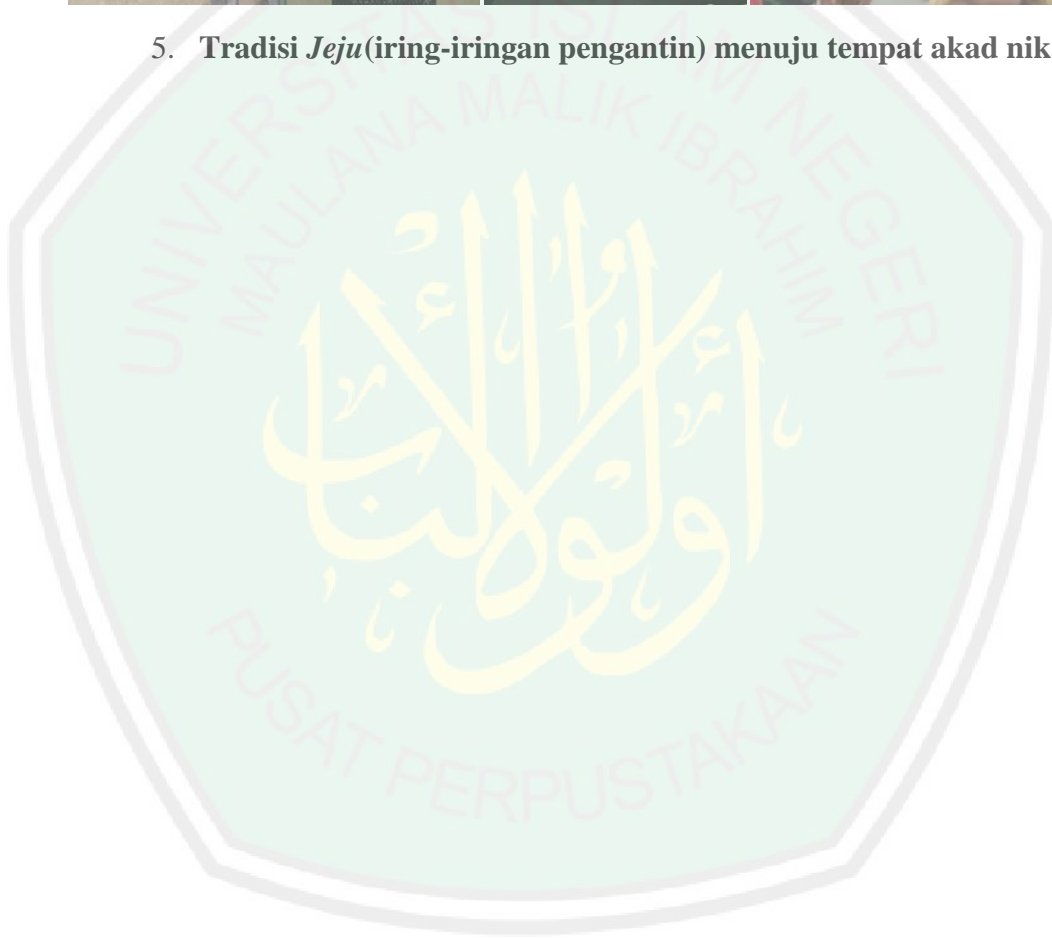 5. Tradisi Jeju(iring-iringan pengantin) menuju tempat akad nik
UNIVERSITAS ISLAM NEGERI
MAULANA MALIK IBRAHIM
أولوا الألباب
PUSAT PERPUSTAKAAN